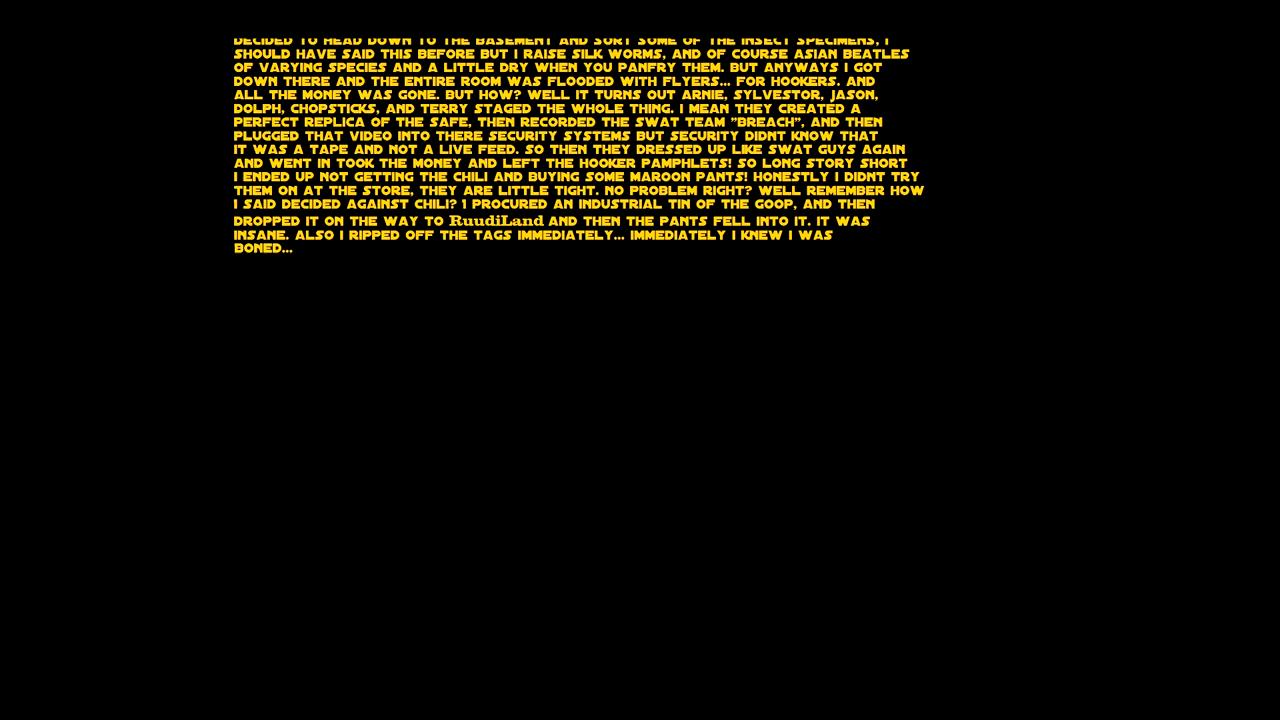 DECIDED TO HEAD DOWN TO THE BASEMENT AND SORT SOME OF THE INSECT SPECIMENS, I
SHOULD HAVE SAID THIS BEFORE BUT I RAISE SILK WORMS, AND OF COURSE ASIAN BEATLES
OF VARYING SPECIES AND A LITTLE DRY WHEN YOU PANFRY THEM. BUT ANYWAYS I GOT
DOWN THERE AND THE ENTIRE ROOM WAS FLOODED WITH FLYERS... FOR HOOKERS. AND
ALL THE MONEY WAS GONE. BUT HOW? WELL IT TURNS OUT ARNIE, SYLVESTOR, JASON,
DOLPH, CHOPSTICKS, AND TERRY STAGED THE WHOLE THING. I MEAN THEY CREATED A
PERFECT REPLICA OF THE SAFE, THEN RECORDED THE SWAT TEAM "BREACH", AND THEN
PLUGGED THAT VIDEO INTO THERE SECURITY SYSTEMS BUT SECURITY DIDNT KNOW THAT
IT WAS A TAPE AND NOT A LIVE FEED. SO THEN THEY DRESSED UP LIKE SWAT GUYS AGAIN
AND WENT IN TOOK THE MONEY AND LEFT THE HOOKER PAMPHLETS! SO LONG STORY SHORT
I ENDED UP NOT GETTING THE CHILI AND BUYING SOME MAROON PANTS! HONESTLY I DIDNT TRY
THEM ON AT THE STORE, THEY ARE LITTLE TIGHT. NO PROBLEM RIGHT? WELL REMEMBER HOW
I SAID DECIDED AGAINST CHILI? I PROCURED AN INDUSTRIAL TIN OF THE GOOP, AND THEN
DROPPED IT ON THE WAY TO RuudiLand AND THEN THE PANTS FELL INTO IT. IT WAS
INSANE. ALSO I RIPPED OFF THE TAGS IMMEDIATELY... IMMEDIATELY I KNEW I WAS
BONED...